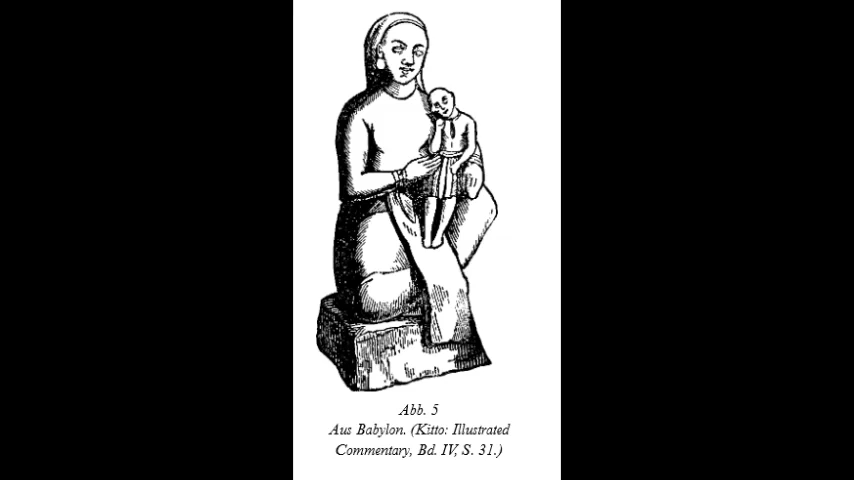 Abb. 5
Aus Babylon. (Kitto: Illustrated
Commentary, Bd. IV, S. 31.)